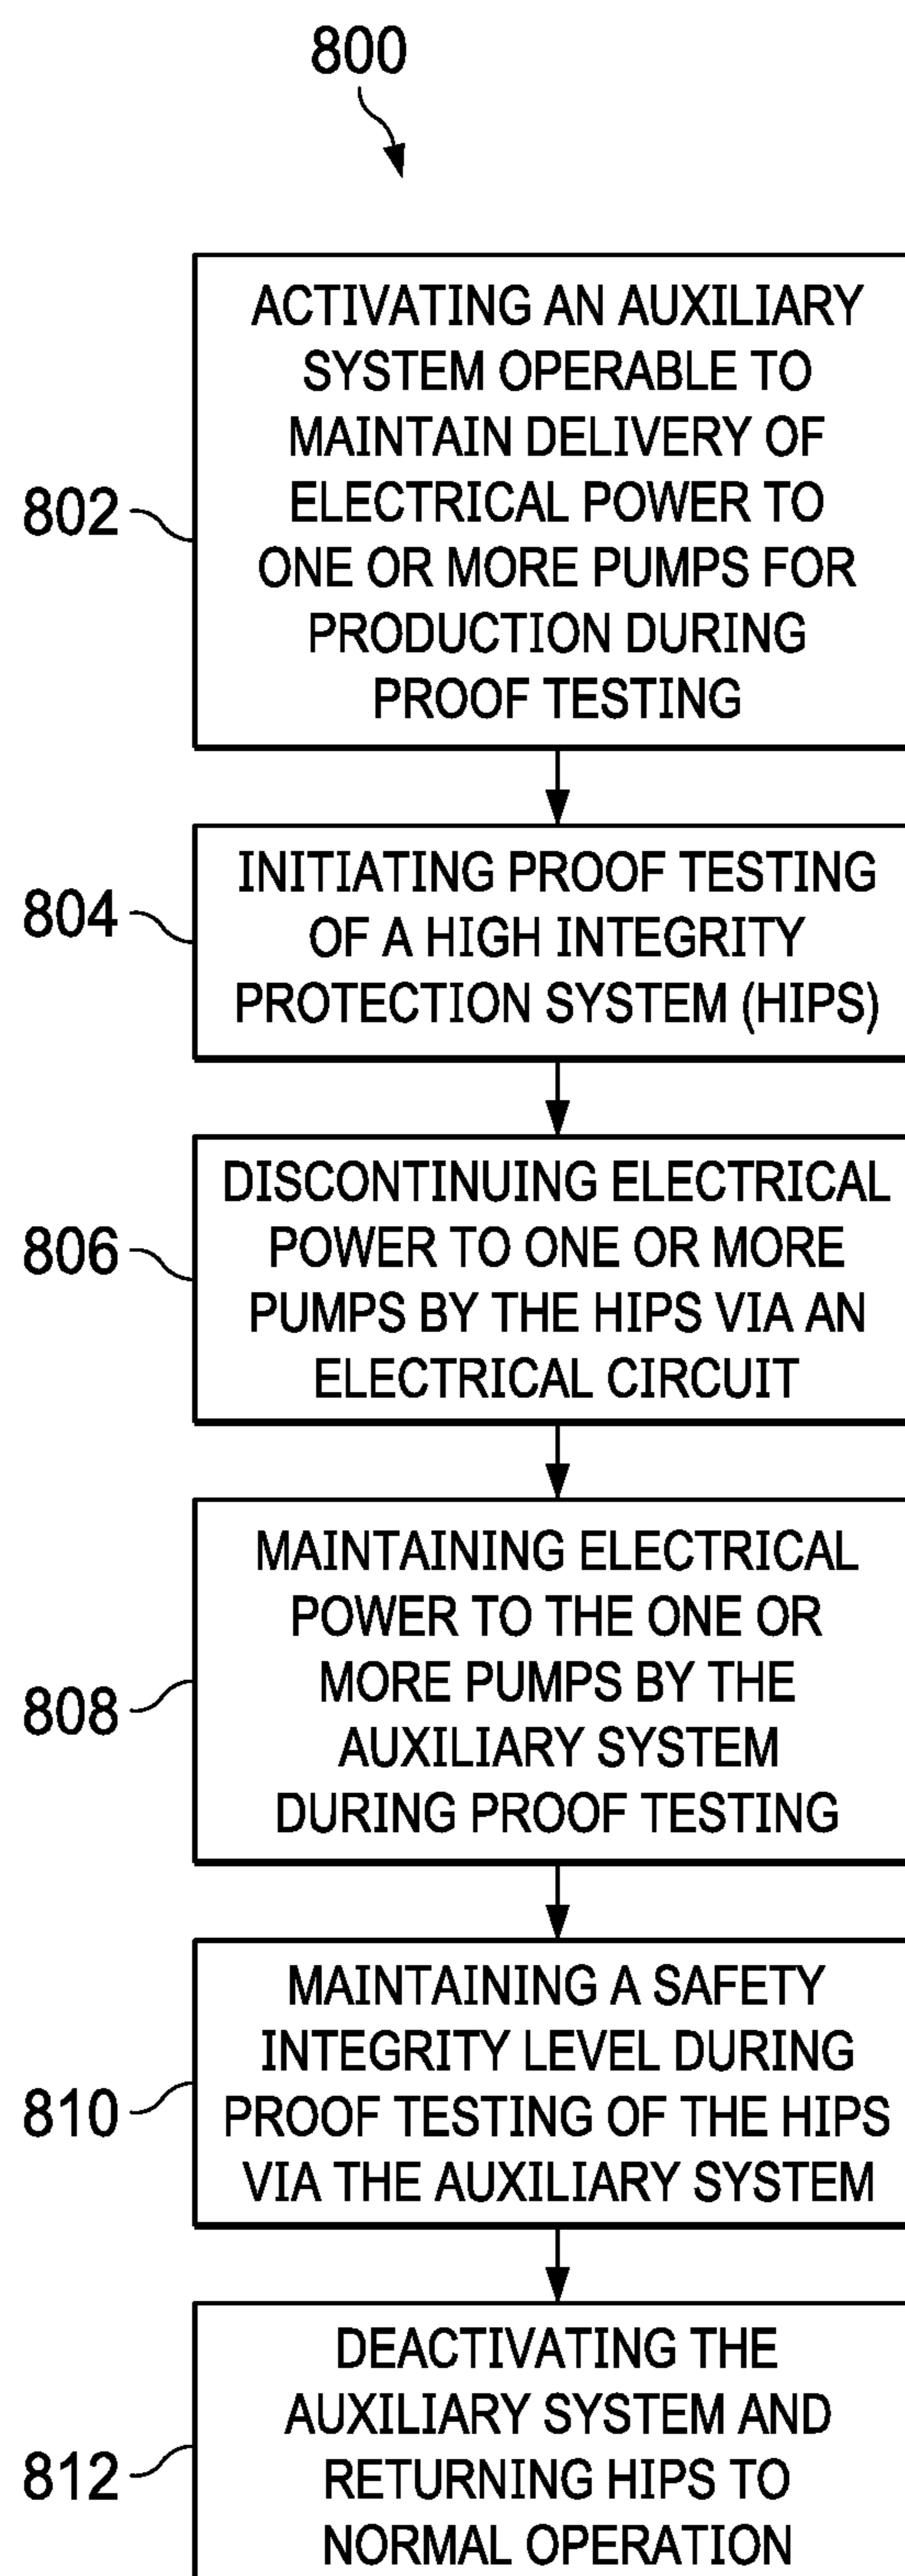 800
ACTIVATING AN AUXILIARY
SYSTEM OPERABLE TO
MAINTAIN DELIVERY OF
ELECTRICAL POWER TO
ONE OR MORE PUMPS FOR
PRODUCTION DURING
PROOF TESTING
802
INITIATING PROOF TESTING
OF A HIGH INTEGRITY
PROTECTION SYSTEM (HIPS)
804
DISCONTINUING ELECTRICAL
POWER TO ONE OR MORE
PUMPS BY THE HIPS VIA AN
ELECTRICAL CIRCUIT
806
MAINTAINING ELECTRICAL
POWER TO THE ONE OR
MORE PUMPS BY THE
AUXILIARY SYSTEM
DURING PROOF TESTING
808
MAINTAINING A SAFETY
INTEGRITY LEVEL DURING
PROOF TESTING OF THE HIPS
VIA THE AUXILIARY SYSTEM
810
DEACTIVATING THE
AUXILIARY SYSTEM AND
RETURNING HIPS TO
NORMAL OPERATION
812